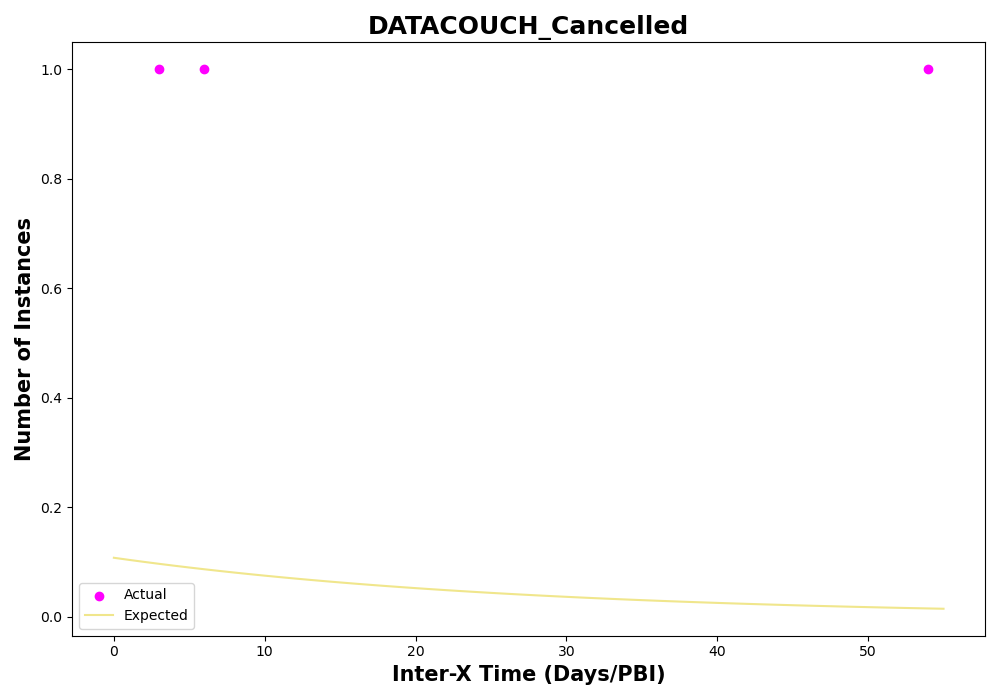 DATACOUCH_Cancelled
Number of Instances
1.0
0.8
0.6
0.4
0.2
0.0
Actual
Expected
0 10 20 30 40 50
Inter-X Time (Days/PBI)